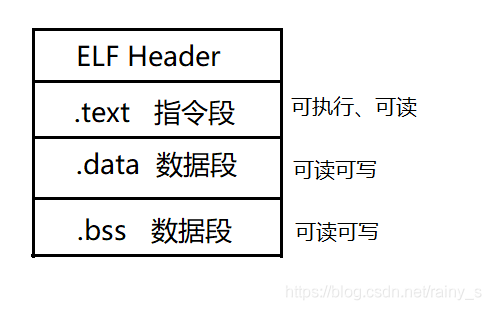 ELF Header
.text 指令段 可执行、可读
.data 数据段 可读可写
.bss 数据段 可读可写
https://blog.csdn.net/rainy_s